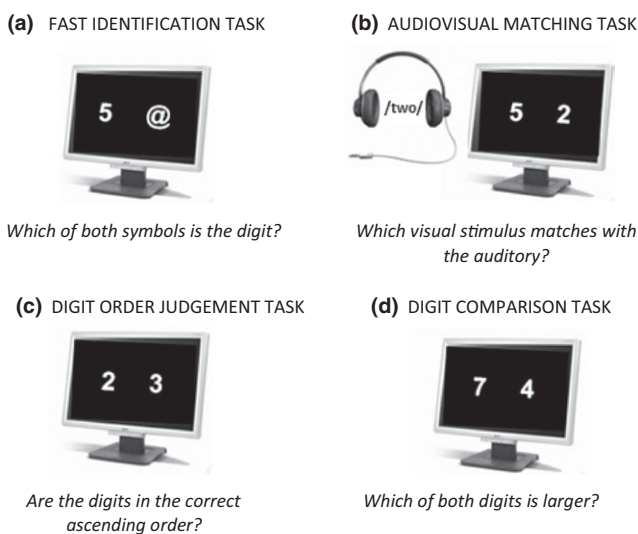 (a) FAST IDENTIFICATION TASK
5 @
Which of both symbols is the digit?
(b) AUDIOVISUAL MATCHING TASK
/two/
5 2
Which visual stimulus matches with
the auditory?
(c) DIGIT ORDER JUDGEMENT TASK
2 3
Are the digits in the correct
ascending order?
(d) DIGIT COMPARISON TASK
7 4
Which of both digits is larger?